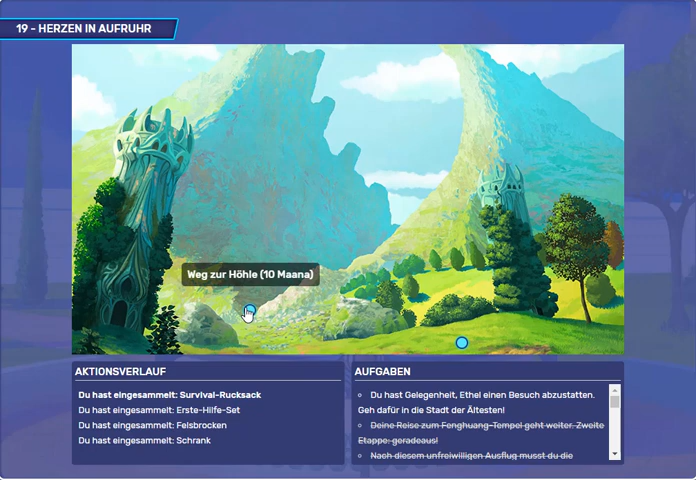 19 - HERZEN IN AUFRUHR
Weg zur Höhle (10 Maana)
AKTIONSVERLAUF
Du hast eingesammelt: Survival-Rucksack
Du hast eingesammelt: Erste-Hilfe-Set
Du hast eingesammelt: Felsbrocken
Du hast eingesammelt: Schrank
AUFGABEN
Du hast Gelegenheit, Ethel einen Besuch abzustatten.
Geh dafür in die Stadt der Ältesten!
Deine Reise zum Fenghuang-Tempel geht weiter. Zweite
Etappe: geradeaus!
Nach diesem unfreiwilligen Ausflug musst du die